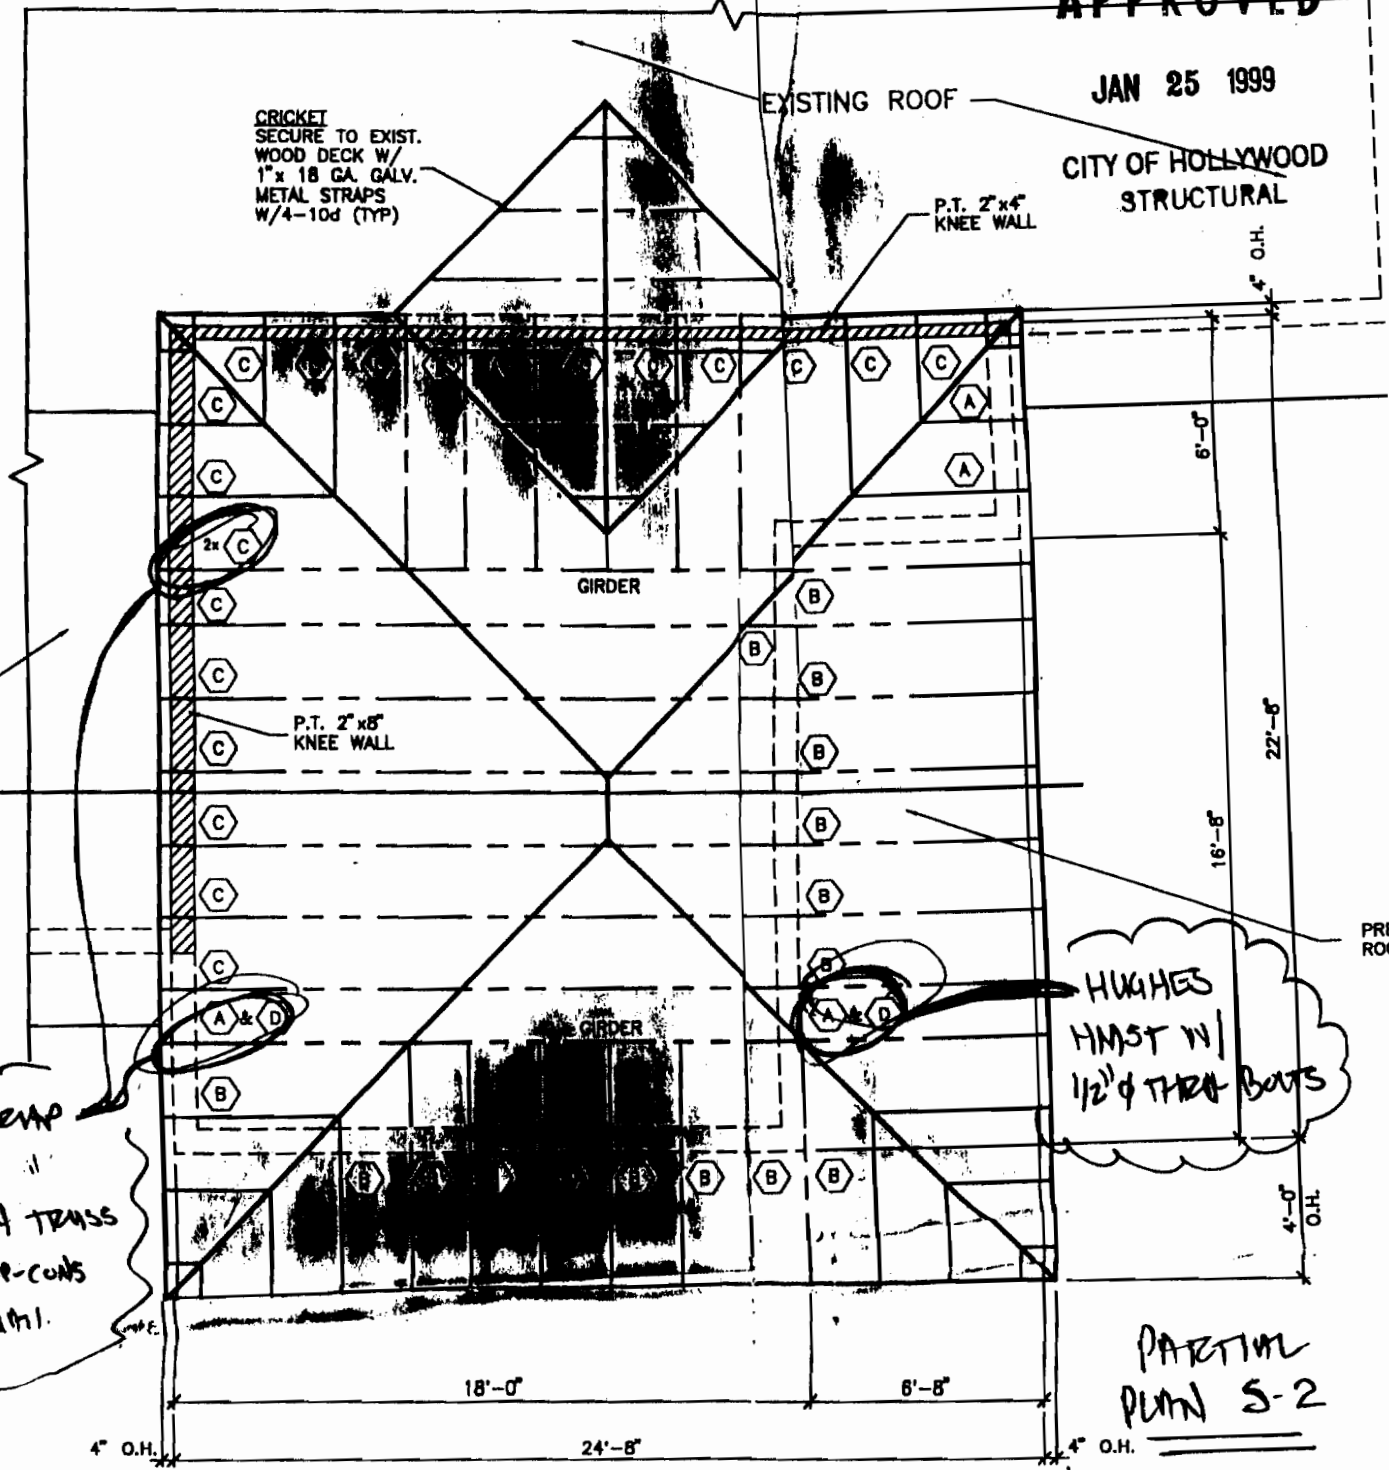 APPROVED
JAN 25 1999
CITY OF HOLLYWOOD
STRUCTURAL
EXISTING ROOF
CRICKET
SECURE TO EXIST.
WOOD DECK W/
1"x 18 GA. GALV.
METAL STRAPS
W/4-10d (TYP)
P.T. 2"x4"
KNEE WALL
4" O.H.
C
C
C
C
C
C
C
A
C
A
2x C
6'-0"
GIRDER
C
B
B
C
B
P.T. 2"x8"
KNEE WALL
C
B
22'-8"
C
B
16'-8"
C
B
C
B
A & D
GIRDER
A & D
B
HUGHES
HMST W/
1/2"ϕ THRU BOLTS
TRUSS
B
B
B
B
4'-0"
O.H.
18'-0"
6'-8"
4" O.H.
24'-8"
4" O.H.
PARTIAL
PLAN S-2